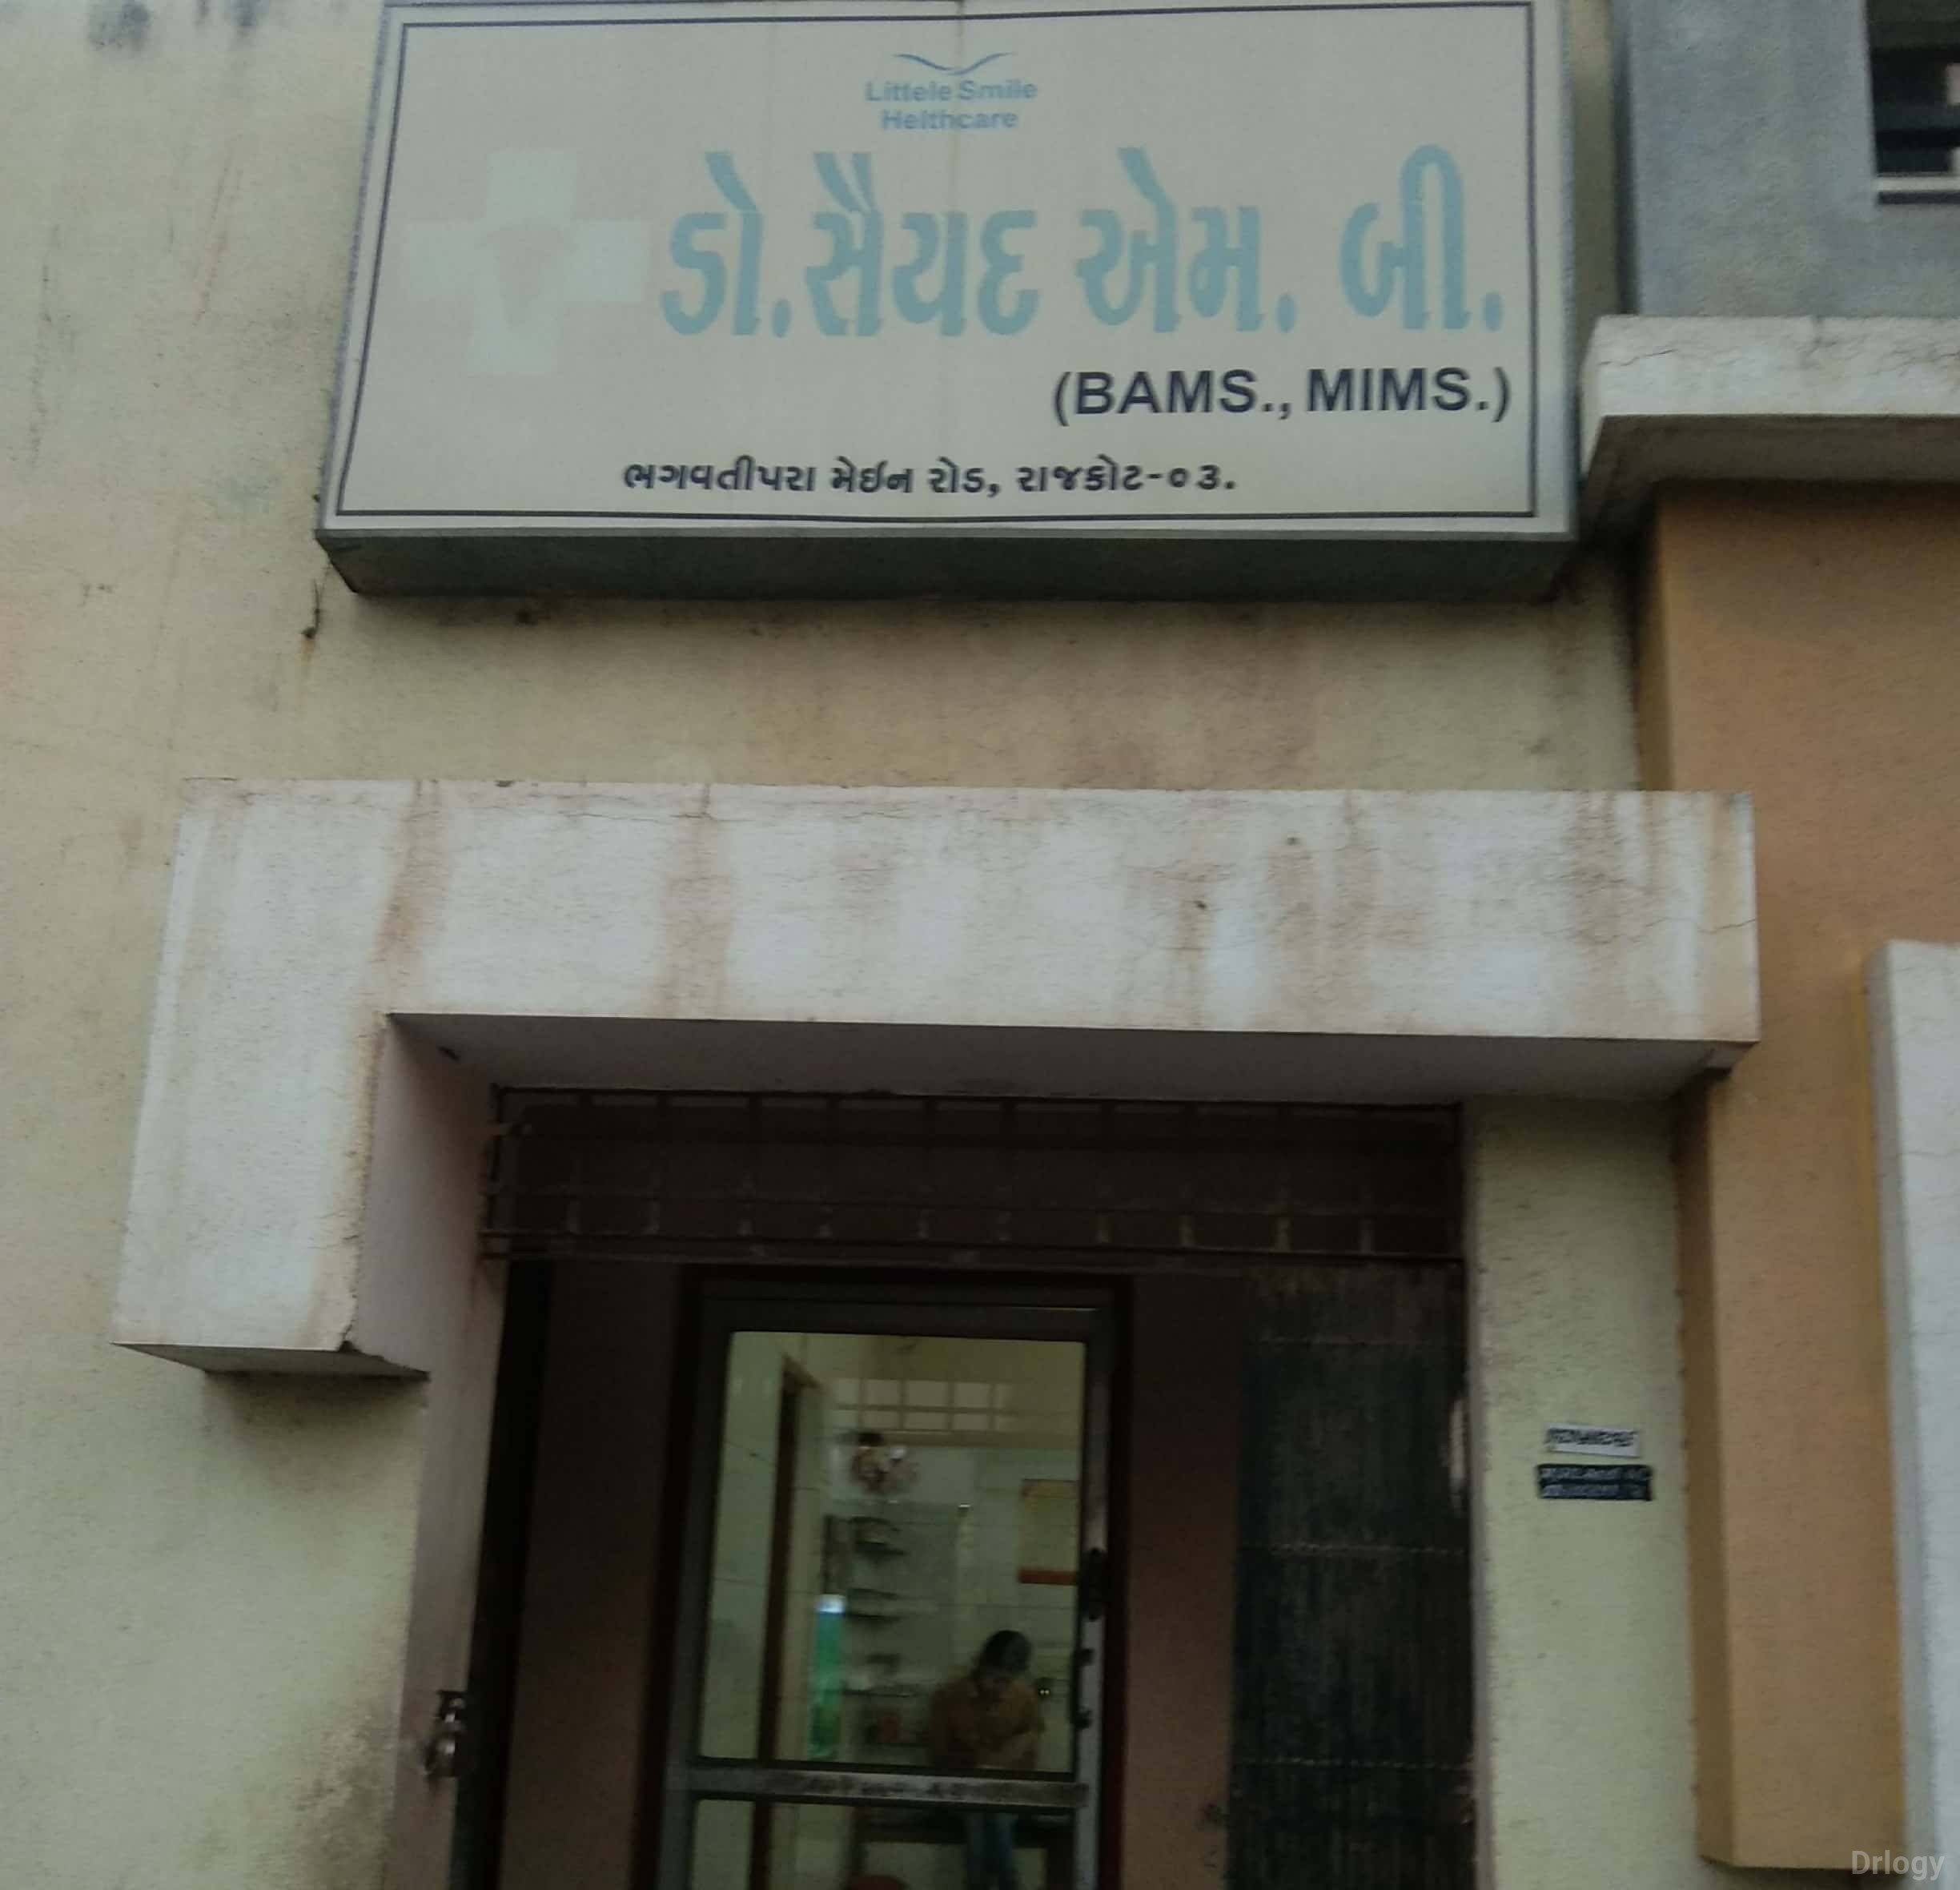 Littele Smile
Helthcare
ડો.સૈયદ એમ. બી.
(BAMS., MIMS.)
ભગવતીપરા મેઈન રોડ, રાજકોટ-૦૩.
Drlogy